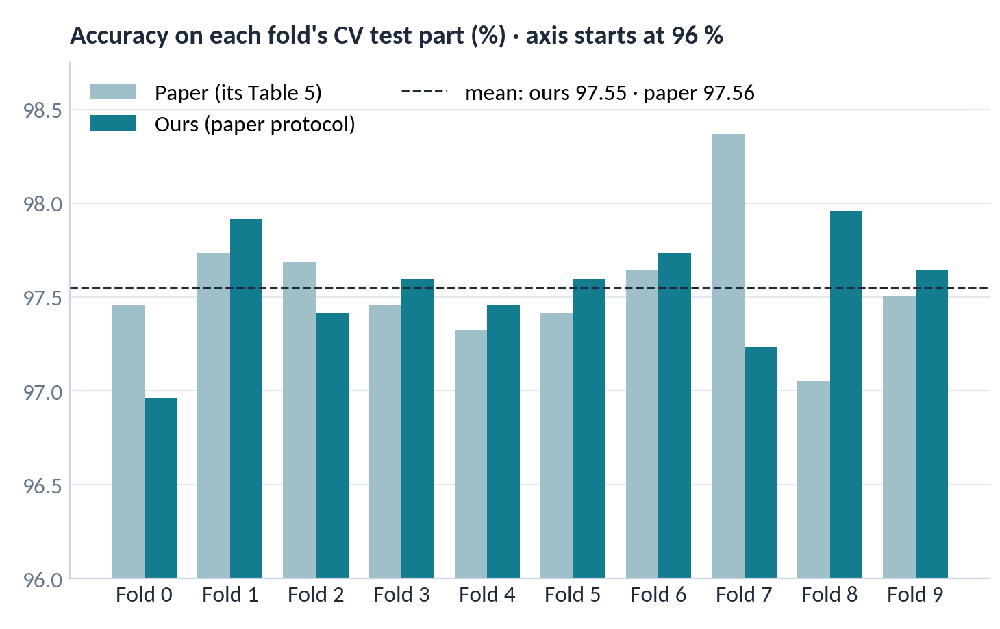 Accuracy on each fold's CV test part (%) · axis starts at 96 %
Paper (its Table 5)
Ours (paper protocol)
mean: ours 97.55 · paper 97.56
98.5
98.0
97.5
97.0
96.5
96.0
Fold 0 Fold 1 Fold 2 Fold 3 Fold 4 Fold 5 Fold 6 Fold 7 Fold 8 Fold 9